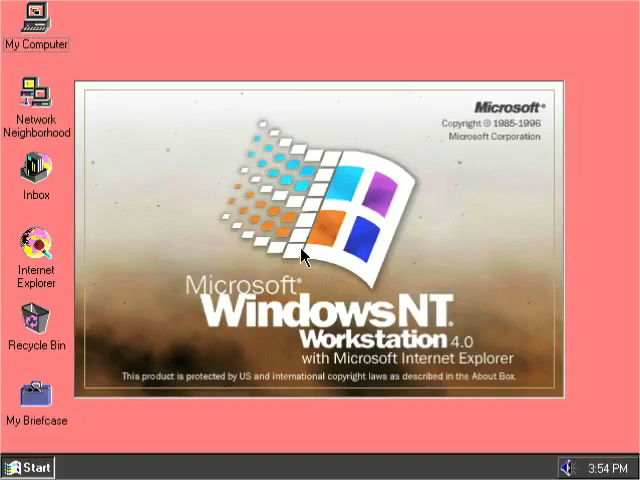 My Computer
Network
Neighborhood
Inbox
Internet
Explorer
Recycle Bin
My Briefcase
Microsoft®
Copyright © 1985-1996
Microsoft Corporation
Microsoft®
Windows NT®
Workstation 4.0
with Microsoft Internet Explorer
This product is protected by US and international copyright laws as described in the About Box.
Start
3:54 PM